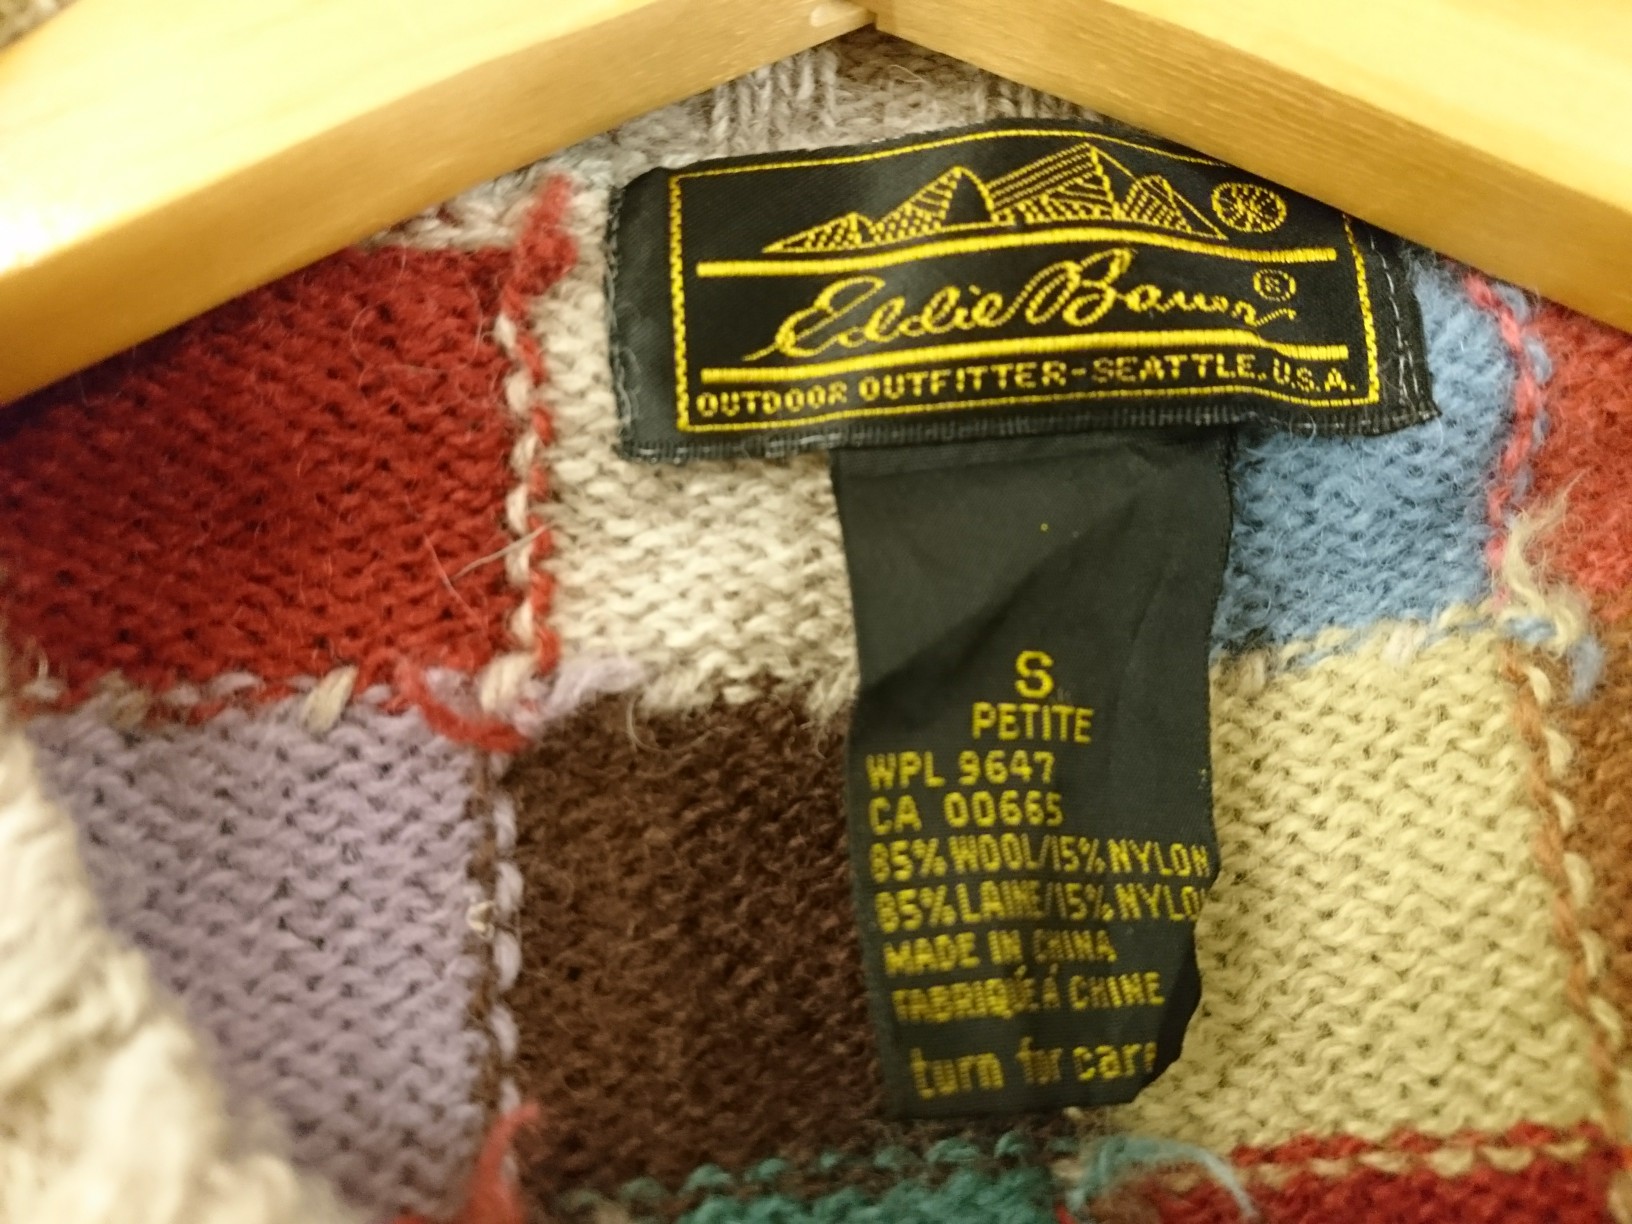 Eddie Bauer®
OUTDOOR OUTFITTER-SEATTLE, U.S.A.
S
PETITE
WPL 9647
CA 00665
85% WOOL/15% NYLON
85% LAINE/15% NYLO
MADE IN CHINA
FABRIQUÉ À CHINE
turn for care